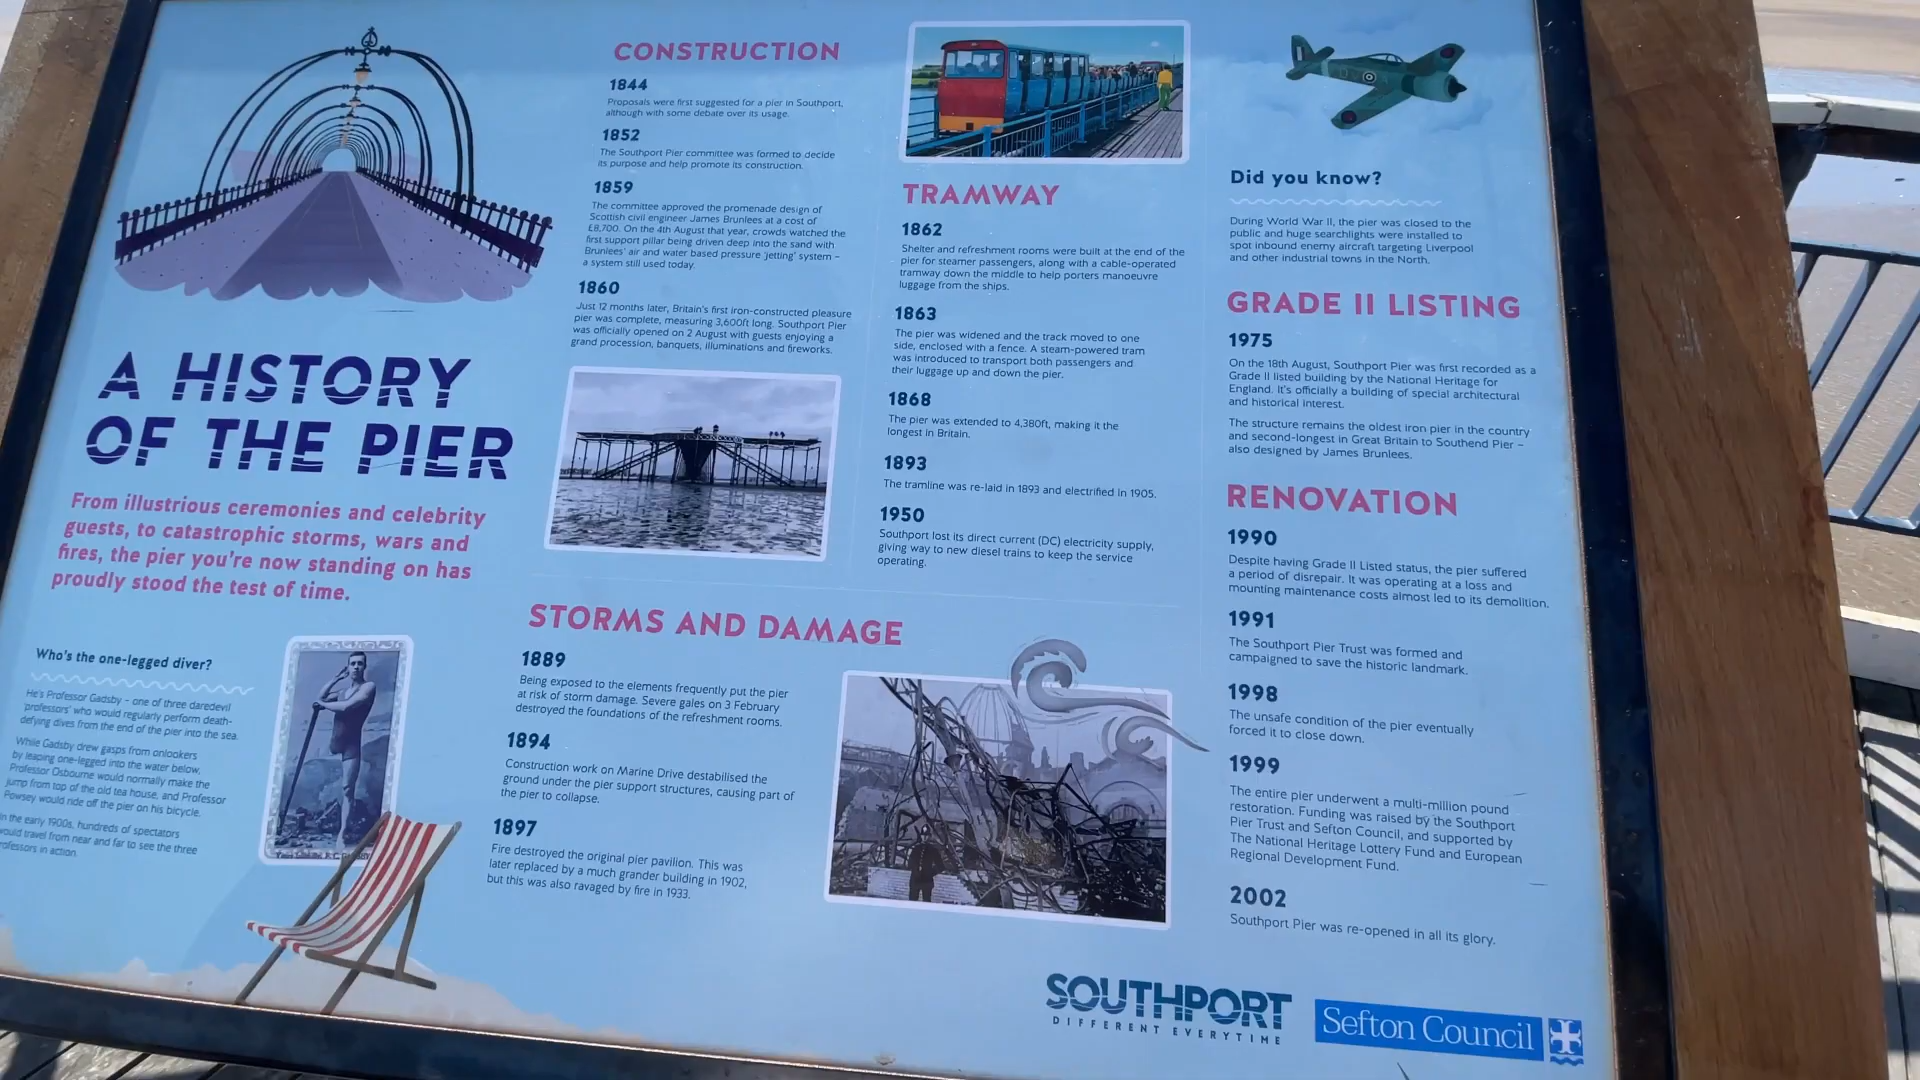 A HISTORY
OF THE PIER
From illustrious ceremonies and celebrity
guests, to catastrophic storms, wars and
fires, the pier you're now standing on has
proudly stood the test of time.
Who's the one-legged diver?
He's Professor Gadsby – one of three daredevil
'professors' who would regularly perform death-
defying dives from the end of the pier into the sea.
While Gadsby drew gasps from onlookers
by leaping one-legged into the water below,
Professor Osbourne would normally make the
jump from top of the old tea house, and Professor
Powsey would ride off the pier on his bicycle.
In the early 1900s, hundreds of spectators
would travel from near and far to see the three
professors in action.
CONSTRUCTION
1844
Proposals were first suggested for a pier in Southport,
although with some debate over its usage.
1852
The Southport Pier committee was formed to decide
its purpose and help promote its construction.
1859
The committee approved the promenade design of
Scottish civil engineer James Brunlees at a cost of
£8,700. On the 4th August that year, crowds watched the
first support pillar being driven deep into the sand with
Brunlees' air and water based pressure 'jetting' system –
a system still used today.
1860
Just 12 months later, Britain's first iron-constructed pleasure
pier was complete, measuring 3,600ft long. Southport Pier
was officially opened on 2 August with guests enjoying a
grand procession, banquets, illuminations and fireworks.
TRAMWAY
1862
Shelter and refreshment rooms were built at the end of the
pier for steamer passengers, along with a cable-operated
tramway down the middle to help porters manoeuvre
luggage from the ships.
1863
The pier was widened and the track moved to one
side, enclosed with a fence. A steam-powered tram
was introduced to transport both passengers and
their luggage up and down the pier.
1868
The pier was extended to 4,380ft, making it the
longest in Britain.
1893
The tramline was re-laid in 1893 and electrified in 1905.
1950
Southport lost its direct current (DC) electricity supply,
giving way to new diesel trains to keep the service
operating.
STORMS AND DAMAGE
1889
Being exposed to the elements frequently put the pier
at risk of storm damage. Severe gales on 3 February
destroyed the foundations of the refreshment rooms.
1894
Construction work on Marine Drive destabilised the
ground under the pier support structures, causing part of
the pier to collapse.
1897
Fire destroyed the original pier pavilion. This was
later replaced by a much grander building in 1902,
but this was also ravaged by fire in 1933.
Did you know?
During World War II, the pier was closed to the
public and huge searchlights were installed to
spot inbound enemy aircraft targeting Liverpool
and other industrial towns in the North.
GRADE II LISTING
1975
On the 18th August, Southport Pier was first recorded as a
Grade II listed building by the National Heritage for
England. It's officially a building of special architectural
and historical interest.
The structure remains the oldest iron pier in the country
and second-longest in Great Britain to Southend Pier –
also designed by James Brunlees.
RENOVATION
1990
Despite having Grade II Listed status, the pier suffered
a period of disrepair. It was operating at a loss and
mounting maintenance costs almost led to its demolition.
1991
The Southport Pier Trust was formed and
campaigned to save the historic landmark.
1998
The unsafe condition of the pier eventually
forced it to close down.
1999
The entire pier underwent a multi-million pound
restoration. Funding was raised by the Southport
Pier Trust and Sefton Council, and supported by
The National Heritage Lottery Fund and European
Regional Development Fund.
2002
Southport Pier was re-opened in all its glory.
SOUTHPORT
DIFFERENT EVERYTIME
Sefton Council